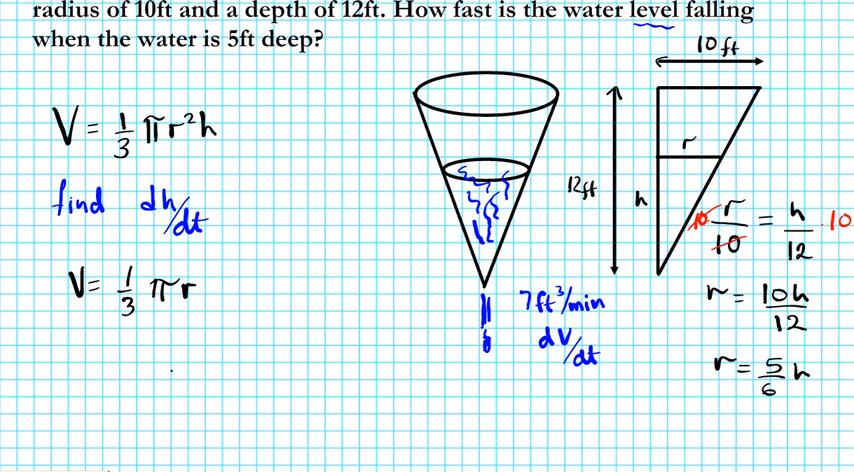 radius of 10ft and a depth of 12ft. How fast is the water level falling
when the water is 5ft deep?
10ft
V = 1/3 πr²h
r
12ft
h
find dh/dt
r/10 = h/12 · 10
10
V = 1/3 πr
7ft³/min
r = 10h/12
dV/dt
r = 5/6 h